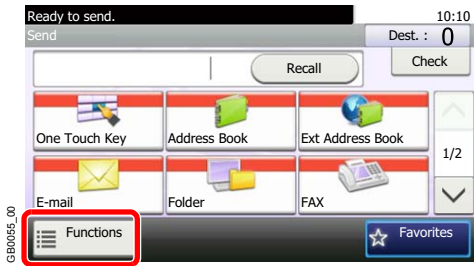 Ready to send.
10:10
Send
Dest. : 0
Recall
Check
One Touch Key
Address Book
Ext Address Book
1/2
E-mail
Folder
FAX
Functions
Favorites
GB0055_00